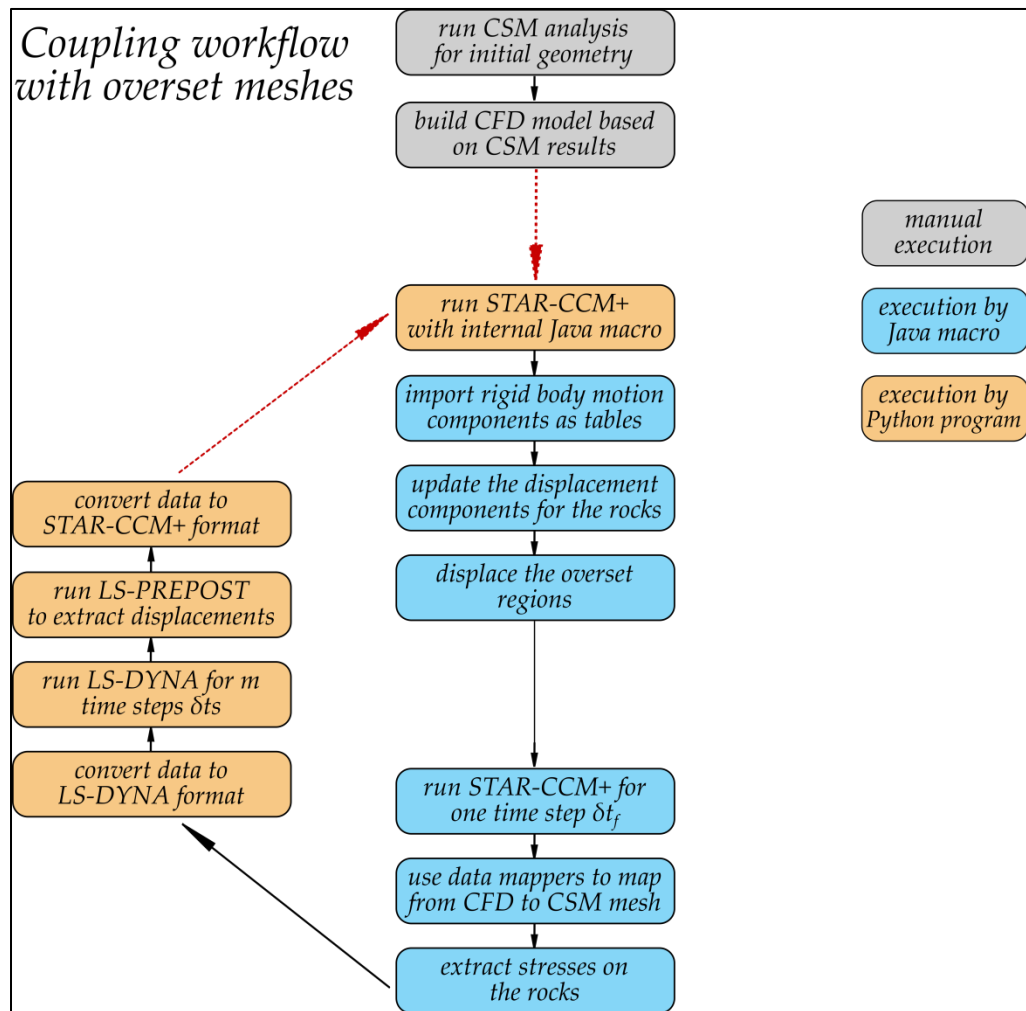 Coupling workflow
with overset meshes
run CSM analysis
for initial geometry
build CFD model based
on CSM results
manual
execution
execution by
Java macro
execution by
Python program
run STAR-CCM+
with internal Java macro
import rigid body motion
components as tables
update the displacement
components for the rocks
displace the overset
regions
run STAR-CCM+ for
one time step δt_f
use data mappers to map
from CFD to CSM mesh
extract stresses on
the rocks
convert data to
LS-DYNA format
run LS-DYNA for m
time steps δts
run LS-PREPOST
to extract displacements
convert data to
STAR-CCM+ format